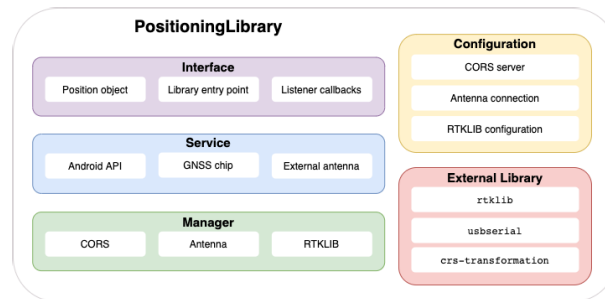 PositioningLibrary
Interface
Position object
Library entry point
Listener callbacks
Service
Android API
GNSS chip
External antenna
Manager
CORS
Antenna
RTKLIB
Configuration
CORS server
Antenna connection
RTKLIB configuration
External Library
rtklib
usbserial
crs-transformation